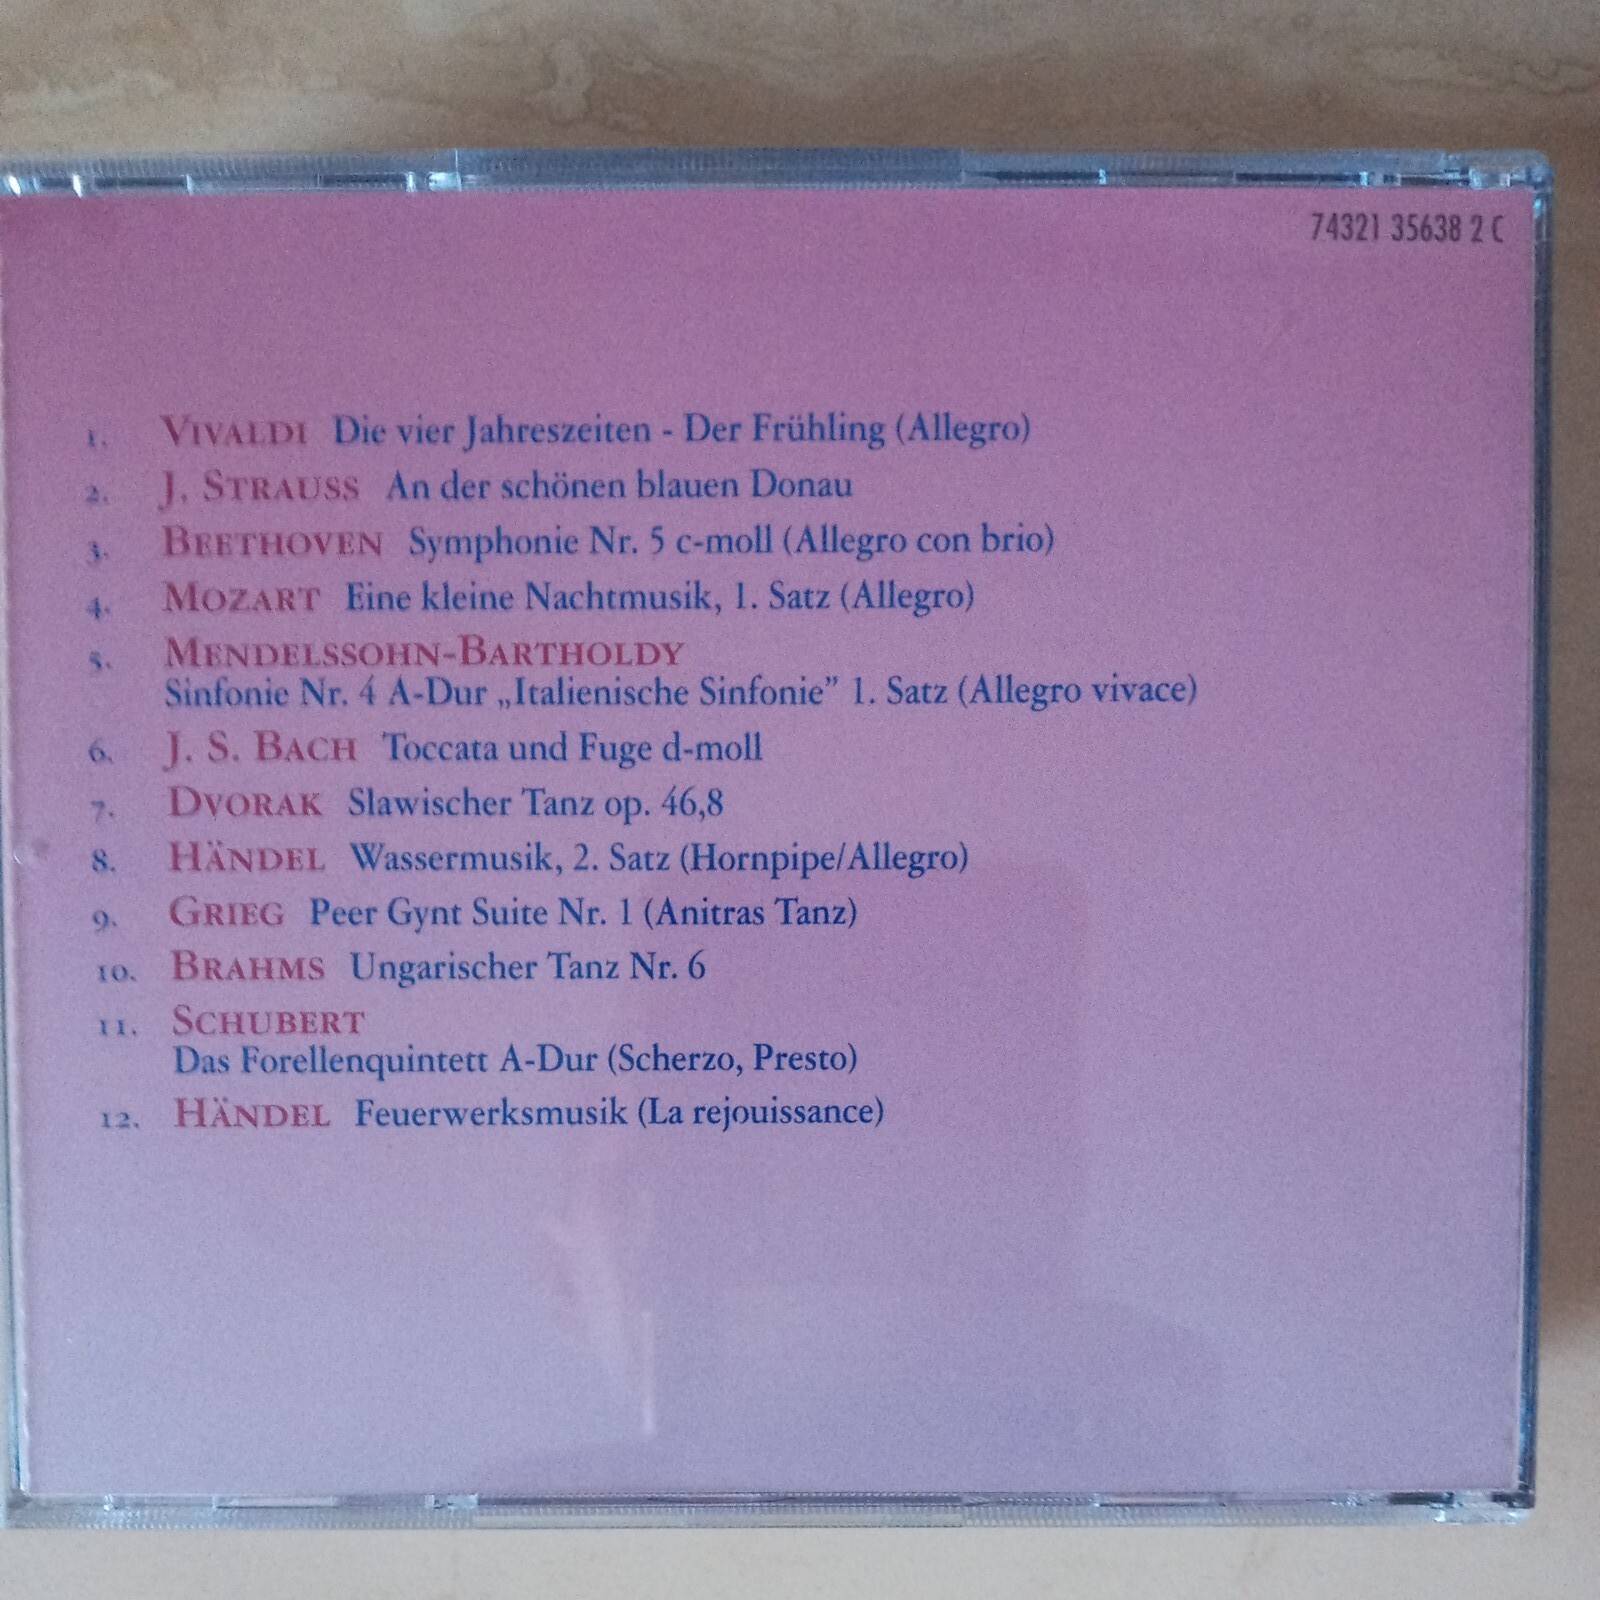 74321 35638 2 C
1. VIVALDI Die vier Jahreszeiten - Der Frühling (Allegro)
2. J. STRAUSS An der schönen blauen Donau
3. BEETHOVEN Symphonie Nr. 5 c-moll (Allegro con brio)
4. MOZART Eine kleine Nachtmusik, 1. Satz (Allegro)
5. MENDELSSOHN-BARTHOLDY
Sinfonie Nr. 4 A-Dur „Italienische Sinfonie” 1. Satz (Allegro vivace)
6. J. S. BACH Toccata und Fuge d-moll
7. DVORAK Slawischer Tanz op. 46,8
8. HÄNDEL Wassermusik, 2. Satz (Hornpipe/Allegro)
9. GRIEG Peer Gynt Suite Nr. 1 (Anitras Tanz)
10. BRAHMS Ungarischer Tanz Nr. 6
11. SCHUBERT
Das Forellenquintett A-Dur (Scherzo, Presto)
12. HÄNDEL Feuerwerksmusik (La rejouissance)